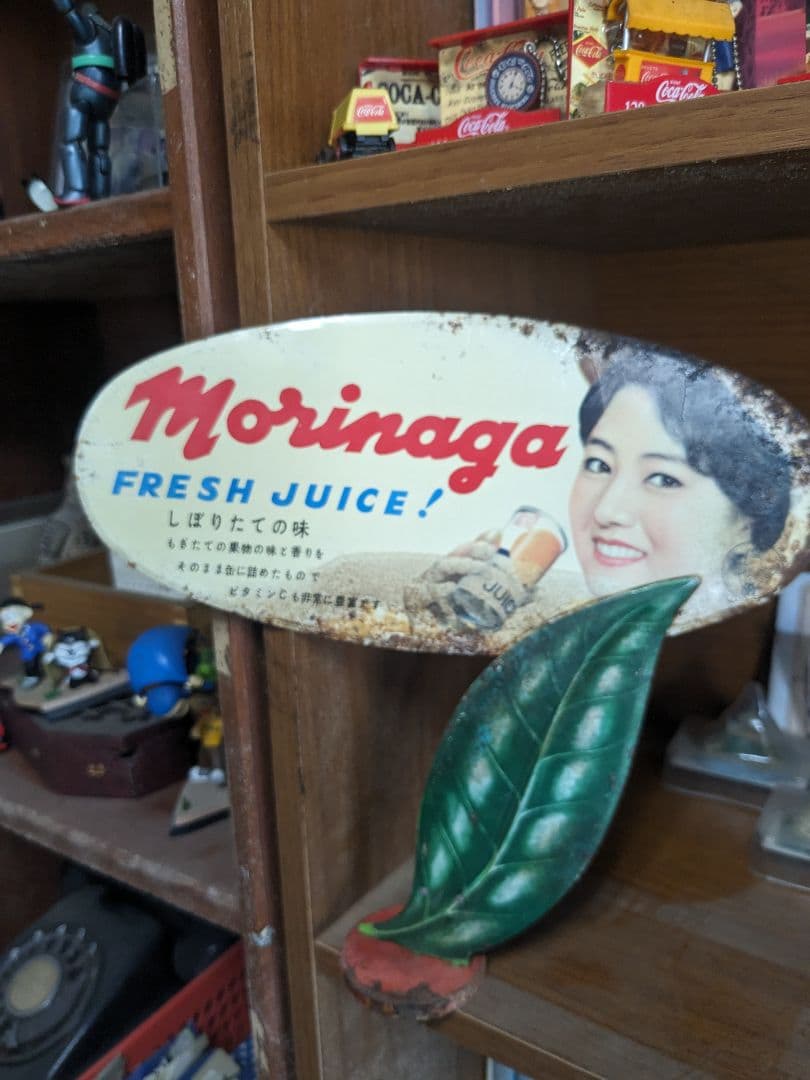 Coca-Cola
COCA-C
Coca-Cola
Coca-Cola
Coca-Cola
Morinaga
FRESH JUICE!
しぼりたての味
もぎたての果物の味と香りを
そのまま缶に詰めたもので
ビタミンCも非常に豊富です
JUIC